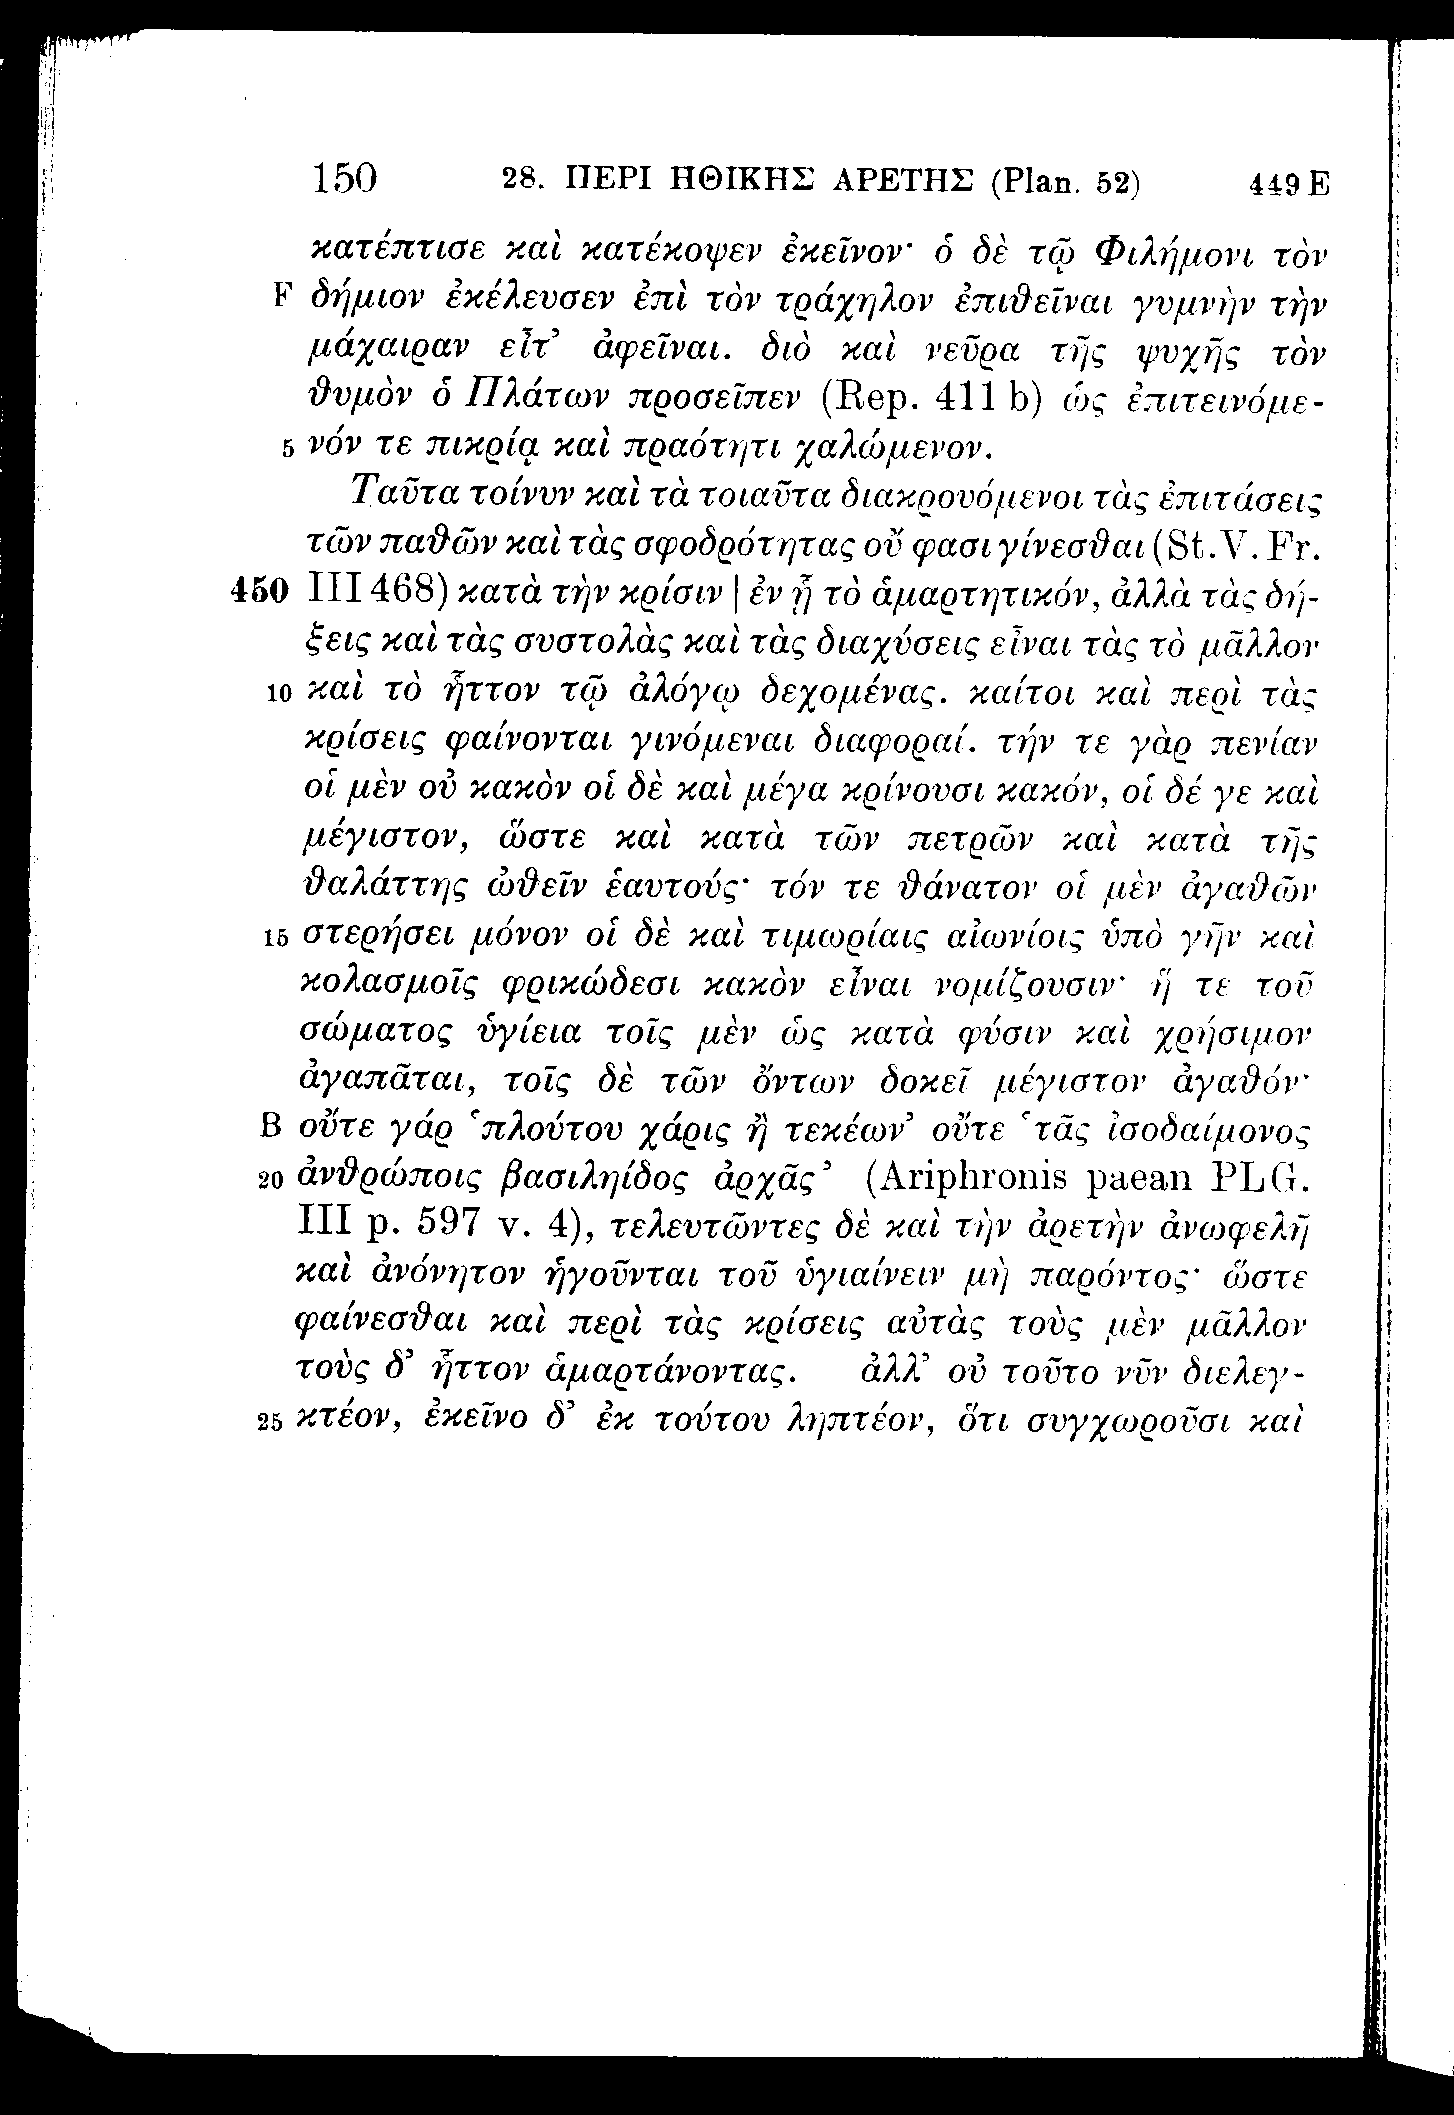 150 28. ΠΕΡΙ ΗΘΙΚΗΣ ΑΡΕΤΗΣ (Plan. 52) 449 E
κατέπτισε καὶ κατέκοψεν ἐκεῖνον· ὁ δὲ τῷ Φιλήμονι τὸν
F δήμιον ἐκέλευσεν ἐπὶ τὸν τράχηλον ἐπιθεῖναι γυμνὴν τὴν
μάχαιραν εἶτ’ ἀφεῖναι. διὸ καὶ νεῦρα τῆς ψυχῆς τὸν
θυμὸν ὁ Πλάτων προσεῖπεν (Rep. 411 b) ὡς ἐπιτεινόμε-
5 νόν τε πικρίᾳ καὶ πραότητι χαλώμενον.
Ταῦτα τοίνυν καὶ τὰ τοιαῦτα διακρουόμενοι τὰς ἐπιτάσεις
τῶν παθῶν καὶ τὰς σφοδρότητας οὔ φασι γίνεσθαι (St. V. Fr.
450 III 468) κατὰ τὴν κρίσιν | ἐν ᾗ τὸ ἁμαρτητικόν, ἀλλὰ τὰς δή-
ξεις καὶ τὰς συστολὰς καὶ τὰς διαχύσεις εἶναι τὰς τὸ μᾶλλον
10 καὶ τὸ ἧττον τῷ ἀλόγῳ δεχομένας. καίτοι καὶ περὶ τὰς
κρίσεις φαίνονται γινόμεναι διαφοραί. τήν τε γὰρ πενίαν
οἱ μὲν οὐ κακὸν οἱ δὲ καὶ μέγα κρίνουσι κακόν, οἱ δέ γε καὶ
μέγιστον, ὥστε καὶ κατὰ τῶν πετρῶν καὶ κατὰ τῆς
θαλάττης ὠθεῖν ἑαυτούς· τόν τε θάνατον οἱ μὲν ἀγαθῶν
15 στερήσει μόνον οἱ δὲ καὶ τιμωρίαις αἰωνίοις ὑπὸ γῆν καὶ
κολασμοῖς φρικώδεσι κακὸν εἶναι νομίζουσιν· ἥ τε τοῦ
σώματος ὑγίεια τοῖς μὲν ὡς κατὰ φύσιν καὶ χρήσιμον
ἀγαπᾶται, τοῖς δὲ τῶν ὄντων δοκεῖ μέγιστον ἀγαθόν·
B οὔτε γάρ ‘πλούτου χάρις ἢ τεκέων’ οὔτε ‘τᾶς ἰσοδαίμονος
20 ἀνθρώποις βασιληίδος ἀρχᾶς’ (Ariphronis paean PLG.
III p. 597 v. 4), τελευτῶντες δὲ καὶ τὴν ἀρετὴν ἀνωφελῆ
καὶ ἀνόνητον ἡγοῦνται τοῦ ὑγιαίνειν μὴ παρόντος· ὥστε
φαίνεσθαι καὶ περὶ τὰς κρίσεις αὐτὰς τοὺς μὲν μᾶλλον
τοὺς δ’ ἧττον ἁμαρτάνοντας. ἀλλ’ οὐ τοῦτο νῦν διελεγ-
25 κτέον, ἐκεῖνο δ’ ἐκ τούτου ληπτέον, ὅτι συγχωροῦσι καὶ